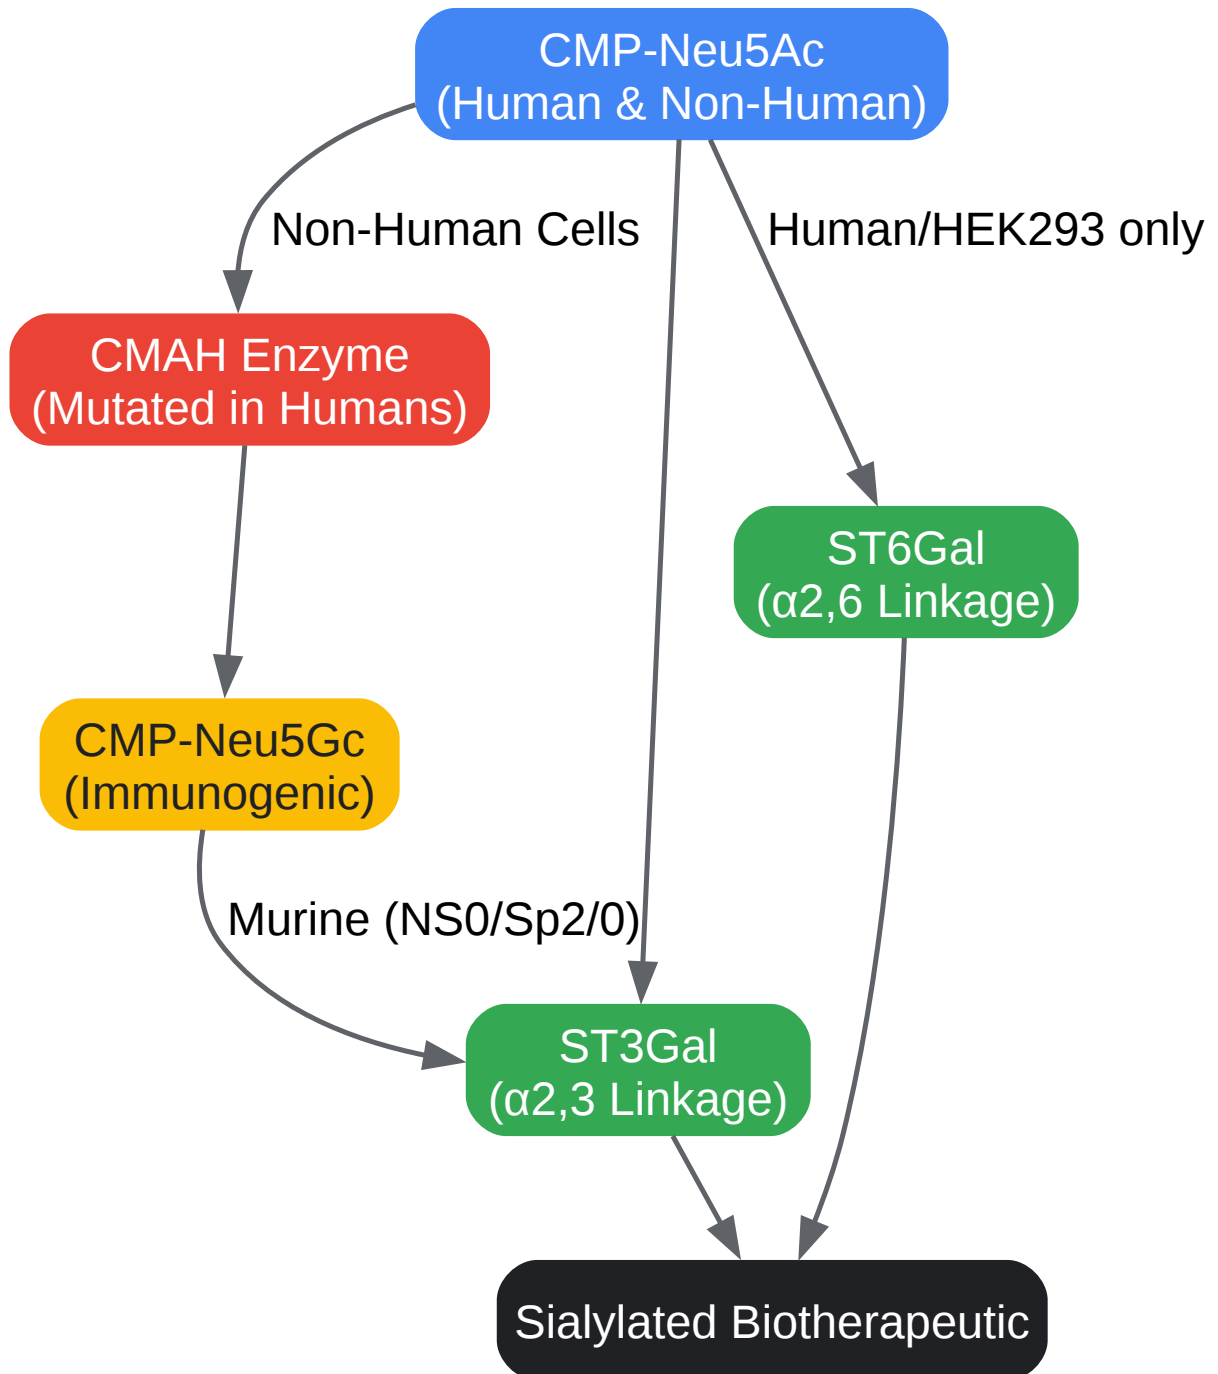 CMP-Neu5Ac
(Human & Non-Human)
Non-Human Cells
Human/HEK293 only
CMAH Enzyme
(Mutated in Humans)
ST6Gal
(α2,6 Linkage)
CMP-Neu5Gc
(Immunogenic)
Murine (NS0/Sp2/0)
ST3Gal
(α2,3 Linkage)
Sialylated Biotherapeutic